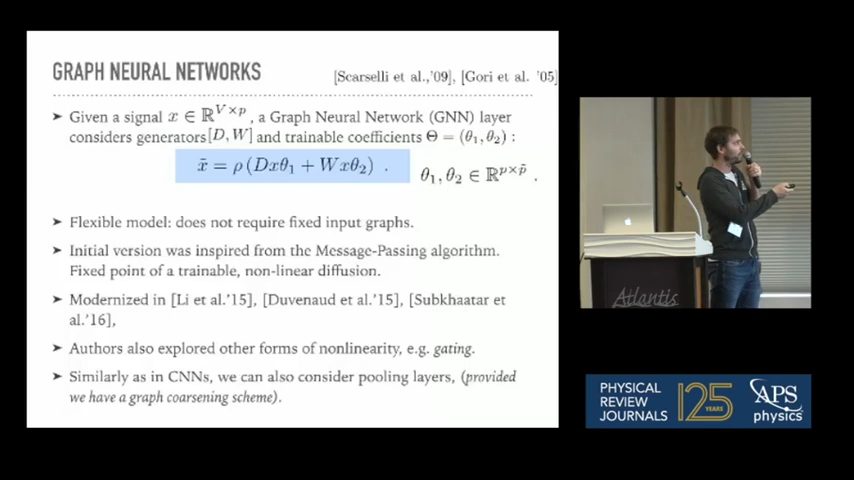 GRAPH NEURAL NETWORKS
[Scarselli et al.,'09], [Gori et al. '05]
➤ Given a signal x ∈ ℝ^{V×p}, a Graph Neural Network (GNN) layer
considers generators[D, W] and trainable coefficients Θ = (θ₁, θ₂) :
x̃ = ρ (Dxθ₁ + Wxθ₂) . θ₁, θ₂ ∈ ℝ^{p×p̃} .
➤ Flexible model: does not require fixed input graphs.
➤ Initial version was inspired from the Message-Passing algorithm.
Fixed point of a trainable, non-linear diffusion.
➤ Modernized in [Li et al.'15], [Duvenaud et al.'15], [Subkhaatar et
al.'16],
➤ Authors also explored other forms of nonlinearity, e.g. gating.
➤ Similarly as in CNNs, we can also consider pooling layers, (provided
we have a graph coarsening scheme).
Atlantis
PHYSICAL
REVIEW
JOURNALS
125
YEARS
APS
physics